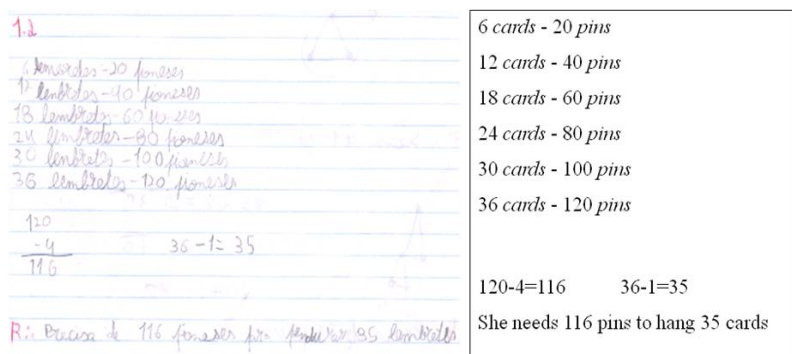 1.2
6 lembretes-20 pioneses
12 lenbretes-40 pioneses
18 lembretes-60 pioneses
24 lembretes-80 pioneses
30 lenbretes-100 pioneses
36 lembretes-120 pioneses
120
-4
116
36-1= 35
R: Precisa de 116 pioneses pra pendurar 35 lembretes
6 cards - 20 pins
12 cards - 40 pins
18 cards - 60 pins
24 cards - 80 pins
30 cards - 100 pins
36 cards - 120 pins
120-4=116 36-1=35
She needs 116 pins to hang 35 cards